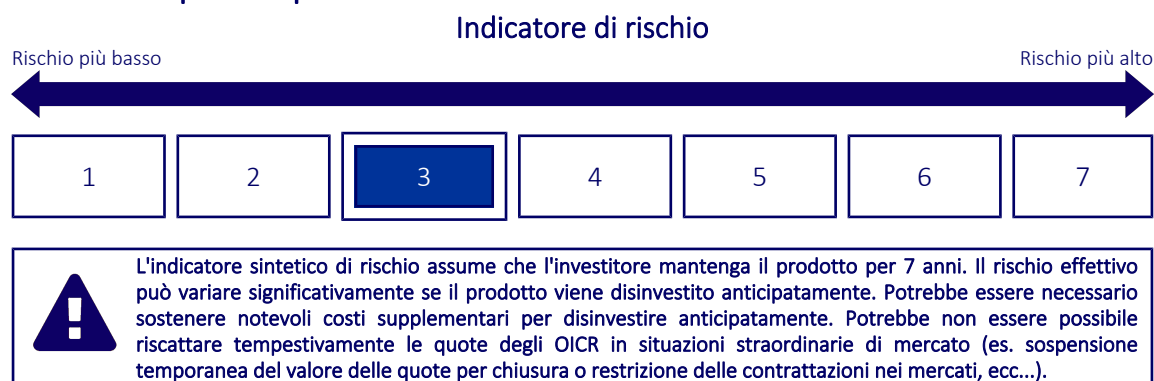 Indicatore di rischio
Rischio più basso
Rischio più alto
1 2 3 4 5 6 7
L'indicatore sintetico di rischio assume che l'investitore mantenga il prodotto per 7 anni. Il rischio effettivo
può variare significativamente se il prodotto viene disinvestito anticipatamente. Potrebbe essere necessario
sostenere notevoli costi supplementari per disinvestire anticipatamente. Potrebbe non essere possibile
riscattare tempestivamente le quote degli OICR in situazioni straordinarie di mercato (es. sospensione
temporanea del valore delle quote per chiusura o restrizione delle contrattazioni nei mercati, ecc...).